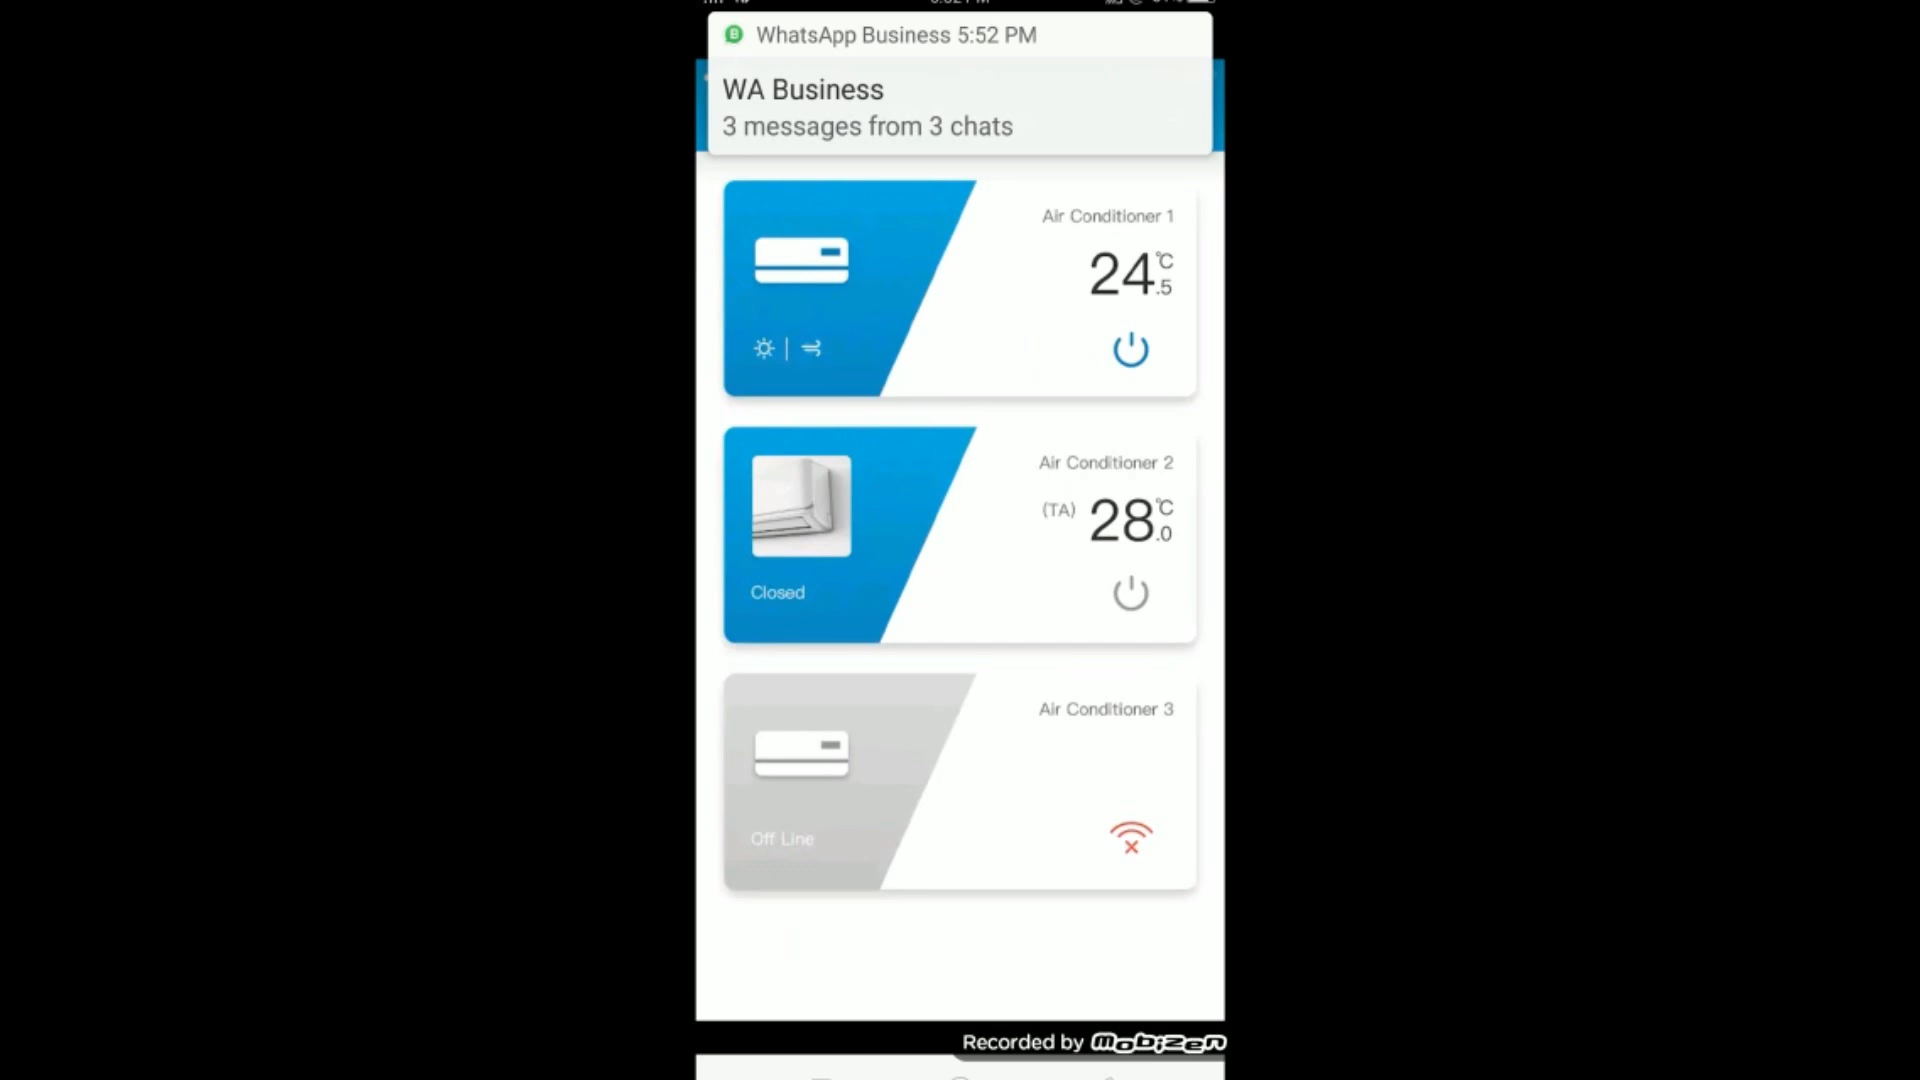 WhatsApp Business 5:52 PM
WA Business
3 messages from 3 chats
Air Conditioner 1
24.5°C
Air Conditioner 2
(TA) 28.0°C
Closed
Air Conditioner 3
Off Line
Recorded by Mobizen